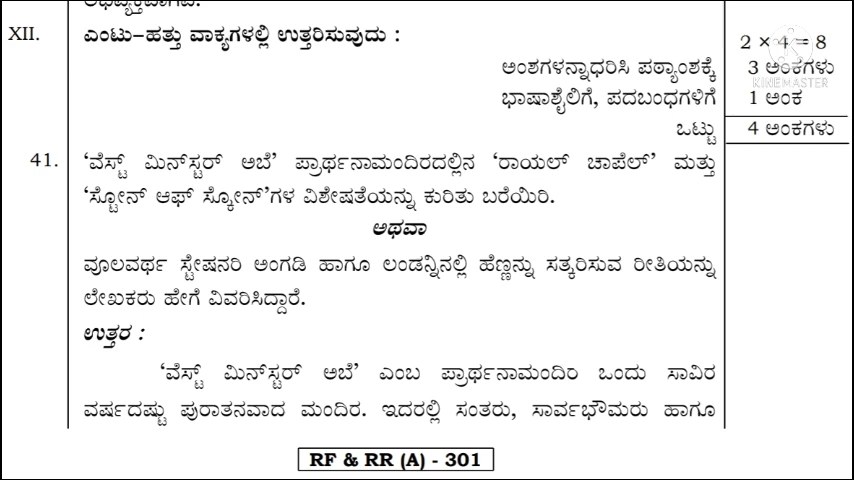 XII. ಎಂಟು–ಹತ್ತು ವಾಕ್ಯಗಳಲ್ಲಿ ಉತ್ತರಿಸುವುದು : 2 × 4 = 8
ಅಂಶಗಳನ್ನಾಧರಿಸಿ ಪಠ್ಯಾಂಶಕ್ಕೆ 3 ಅಂಕಗಳು
KINEMASTER
ಭಾಷಾಶೈಲಿಗೆ, ಪದಬಂಧಗಳಿಗೆ 1 ಅಂಕ
ಒಟ್ಟು 4 ಅಂಕಗಳು
41. ‘ವೆಸ್ಟ್ ಮಿನ್‌ಸ್ಟರ್ ಅಬೆ’ ಪ್ರಾರ್ಥನಾಮಂದಿರದಲ್ಲಿನ ‘ರಾಯಲ್ ಚಾಪೆಲ್’ ಮತ್ತು
‘ಸ್ಟೋನ್ ಆಫ್ ಸ್ಕೋನ್’ಗಳ ವಿಶೇಷತೆಯನ್ನು ಕುರಿತು ಬರೆಯಿರಿ.
ಅಥವಾ
ವೂಲವರ್ಥ ಸ್ಟೇಷನರಿ ಅಂಗಡಿ ಹಾಗೂ ಲಂಡನ್ನಿನಲ್ಲಿ ಹೆಣ್ಣನ್ನು ಸತ್ಕರಿಸುವ ರೀತಿಯನ್ನು
ಲೇಖಕರು ಹೇಗೆ ವಿವರಿಸಿದ್ದಾರೆ.
ಉತ್ತರ :
‘ವೆಸ್ಟ್ ಮಿನ್‌ಸ್ಟರ್ ಅಬೆ’ ಎಂಬ ಪ್ರಾರ್ಥನಾಮಂದಿರ ಒಂದು ಸಾವಿರ
ವರ್ಷದಷ್ಟು ಪುರಾತನವಾದ ಮಂದಿರ. ಇದರಲ್ಲಿ ಸಂತರು, ಸಾರ್ವಭೌಮರು ಹಾಗೂ
RF & RR (A) - 301